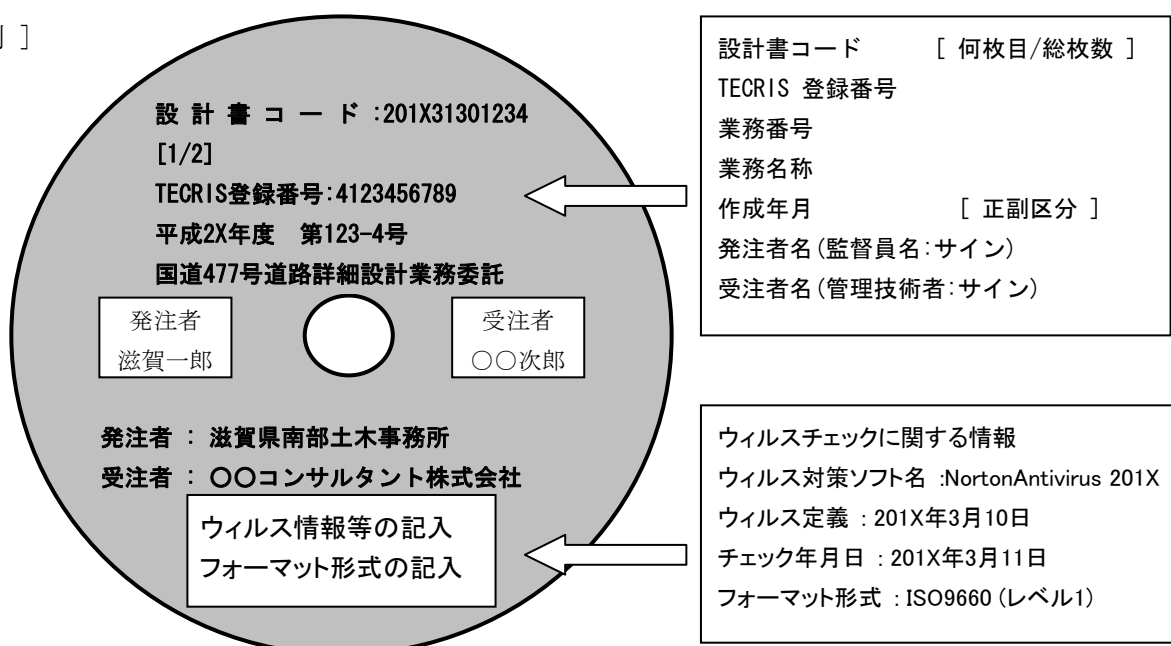 ］
設計書コード:201X31301234
[1/2]
TECRIS登録番号:4123456789
平成2X年度　第123-4号
国道477号道路詳細設計業務委託
発注者
滋賀一郎
受注者
○○次郎
発注者 ： 滋賀県南部土木事務所
受注者 ： ○○コンサルタント株式会社
ウィルス情報等の記入
フォーマット形式の記入
設計書コード　　　［ 何枚目/総枚数 ］
TECRIS 登録番号
業務番号
業務名称
作成年月　　　　　　　［ 正副区分 ］
発注者名(監督員名:サイン)
受注者名(管理技術者:サイン)
ウィルスチェックに関する情報
ウィルス対策ソフト名 :NortonAntivirus 201X
ウィルス定義 : 201X年3月10日
チェック年月日 : 201X年3月11日
フォーマット形式 : ISO9660 (レベル1)